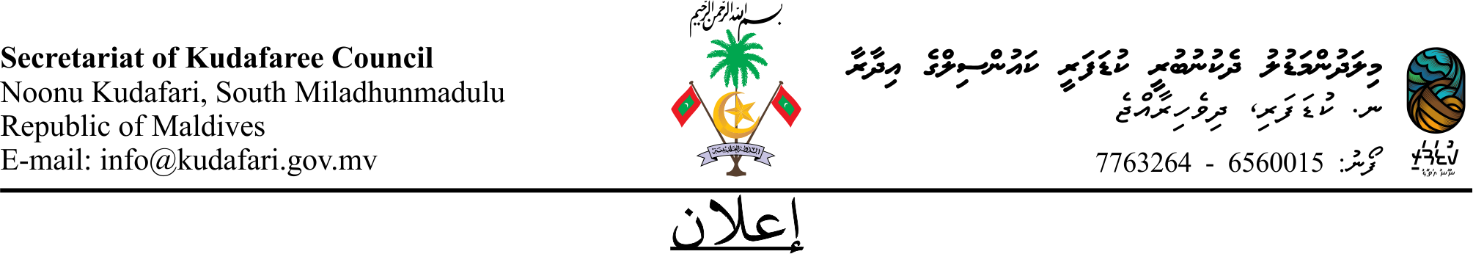 بسم الله الرحمن الرحيم
Secretariat of Kudafaree Council
Noonu Kudafari, South Miladhunmadulu
Republic of Maldives
E-mail: info@kudafari.gov.mv
މިލަދުންމަޑުލު ދެކުނުބުރީ ކުޑަފަރީ ކައުންސިލްގެ އިދާރާ
ނ. ކުޑަފަރި، ދިވެހިރާއްޖެ
ފޯނު: 6560015 - 7763264
إعلان